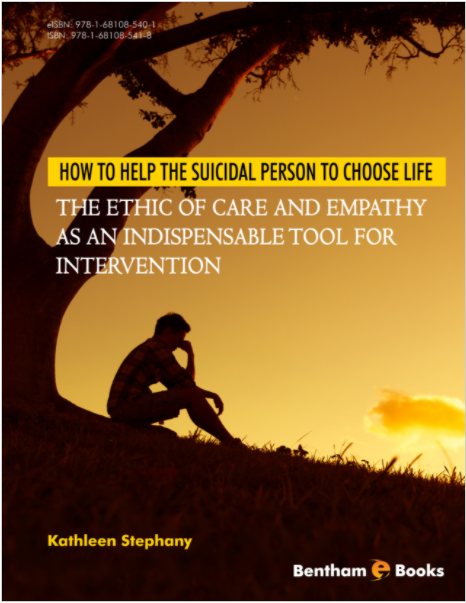 eISBN: 978-1-68108-540-1
ISBN: 978-1-68108-541-8
HOW TO HELP THE SUICIDAL PERSON TO CHOOSE LIFE
THE ETHIC OF CARE AND EMPATHY
AS AN INDISPENSABLE TOOL FOR
INTERVENTION
Kathleen Stephany
Bentham e Books